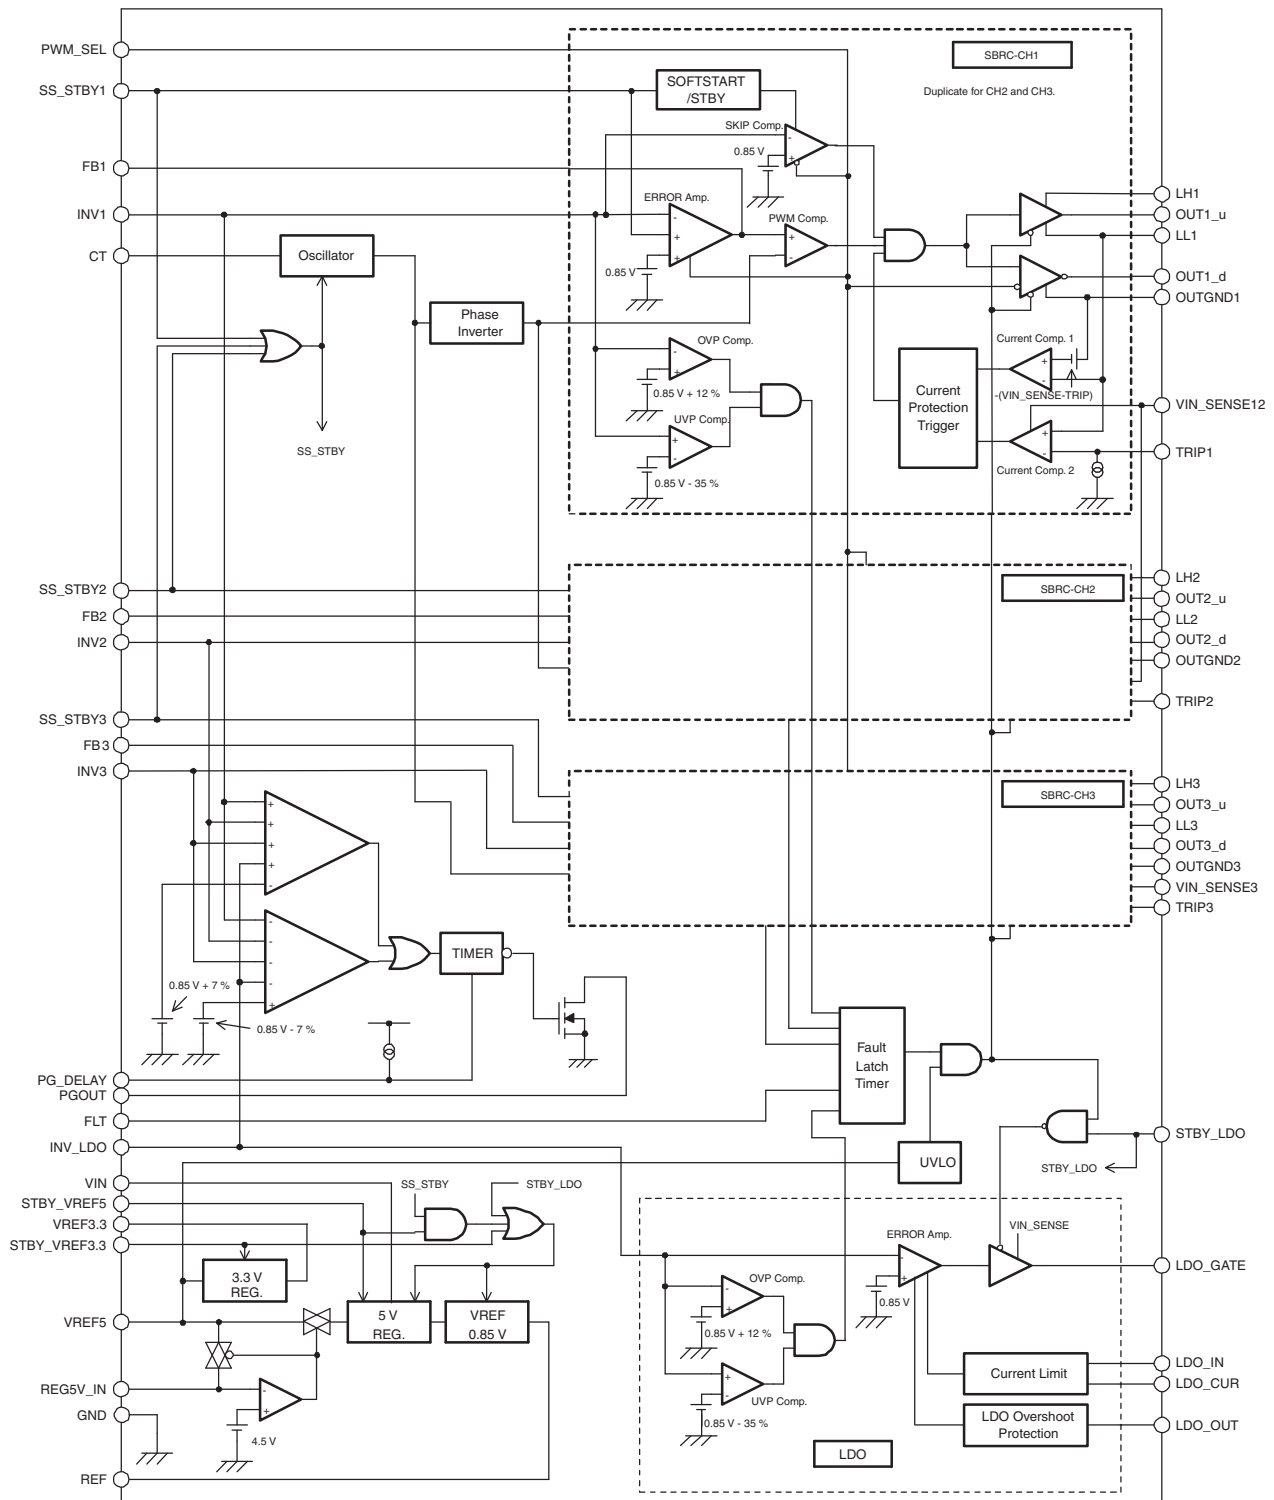 PWM_SEL
SBRC-CH1
SS_STBY1
SOFTSTART
/STBY
Duplicate for CH2 and CH3.
SKIP Comp.
-
0.85 V
+
FB1
LH1
ERROR Amp.
INV1
-
PWM Comp.
OUT1_u
+
+
LL1
CT
Oscillator
+
-
0.85 V
OUT1_d
OUTGND1
Phase
Inverter
OVP Comp.
Current Comp. 1
-
+
+
-
0.85 V + 12 %
Current
Protection
Trigger
-(VIN_SENSE-TRIP)
VIN_SENSE12
UVP Comp.
+
+
SS_STBY
-
-
TRIP1
Current Comp. 2
0.85 V - 35 %
SS_STBY2
SBRC-CH2
LH2
FB2
OUT2_u
LL2
INV2
OUT2_d
OUTGND2
TRIP2
SS_STBY3
FB3
INV3
SBRC-CH3
LH3
+
OUT3_u
+
LL3
+
OUT3_d
+
OUTGND3
-
VIN_SENSE3
TRIP3
-
-
TIMER
-
-
0.85 V + 7 %
+
0.85 V - 7 %
Fault
Latch
Timer
PG_DELAY
PGOUT
FLT
STBY_LDO
INV_LDO
UVLO
STBY_LDO
VIN
SS_STBY
STBY_LDO
STBY_VREF5
VREF3.3
VIN_SENSE
ERROR Amp.
STBY_VREF3.3
-
3.3 V
REG.
+
LDO_GATE
OVP Comp.
-
0.85 V
+
VREF5
5 V
REG.
VREF
0.85 V
0.85 V + 12 %
Current Limit
LDO_IN
+
LDO_CUR
REG5V_IN
-
-
UVP Comp.
GND
+
LDO Overshoot
Protection
0.85 V - 35 %
LDO_OUT
4.5 V
LDO
REF